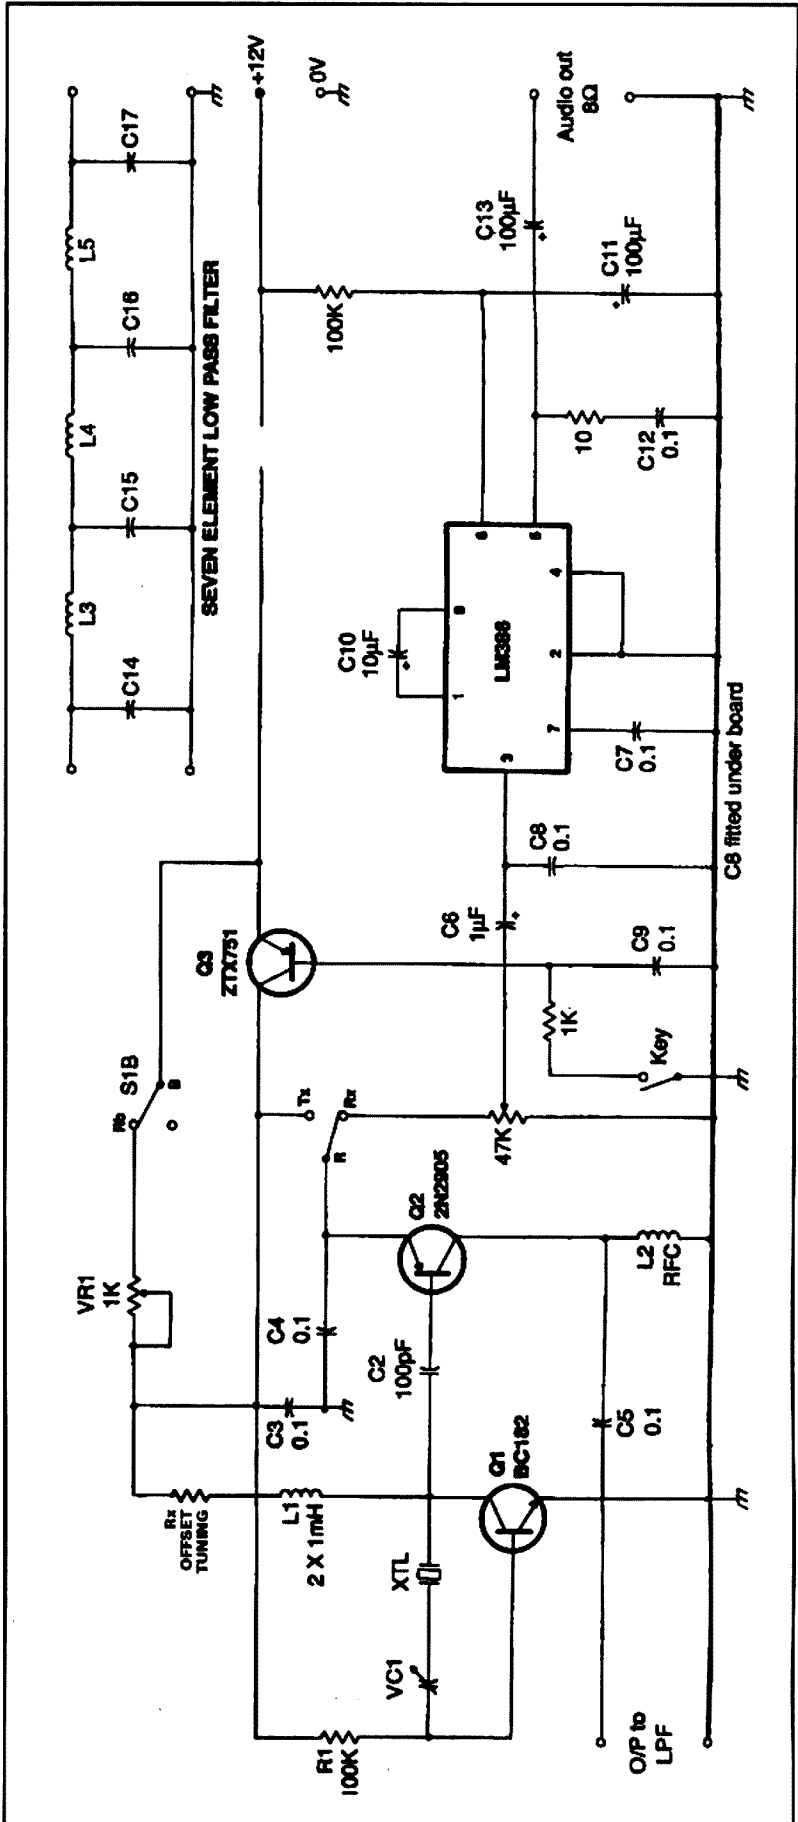 L3
L4
L5
C14
C15
C16
C17
SEVEN ELEMENT LOW PASS FILTER
+12V
0V
S1B
Rb
B
VR1
1K
Rx
OFFSET
TUNING
L1
2 X 1mH
C3
0.1
C4
0.1
Q3
ZTX751
Tx
Rx
R
R1
100K
VC1
XTL
C2
100pF
Q1
BC182
Q2
2N2905
47K
C6
1µF
+
C8
0.1
1K
Key
C9
0.1
C5
0.1
L2
RFC
O/P to
LPF
C10
10µF
+
1
8
3
LM386
6
5
7
2
4
C7
0.1
100K
10
C12
0.1
C13
100µF
+
C11
100µF
+
Audio out
8Ω
C8 fitted under board